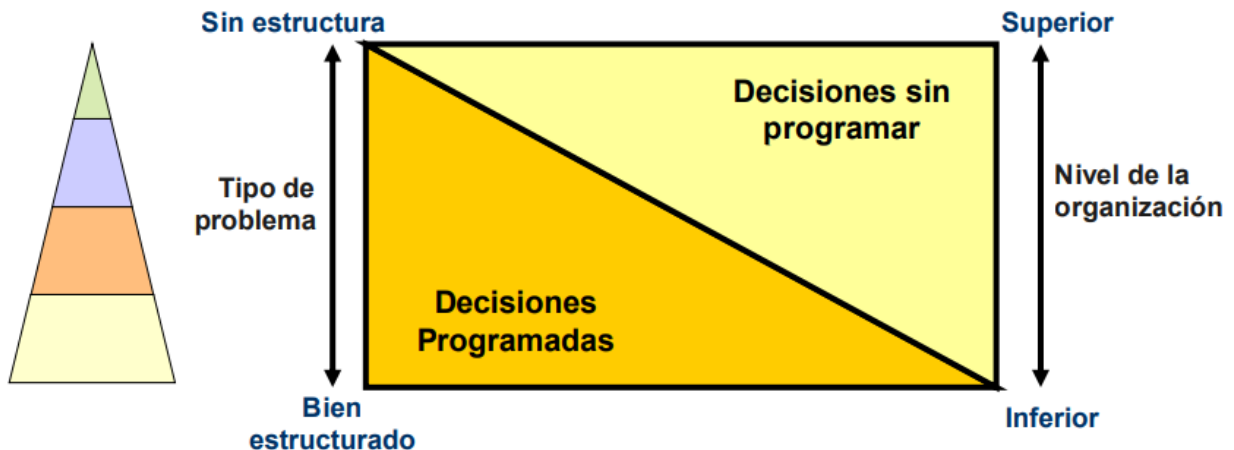 Sin estructura
Superior
Decisiones sin
programar
Tipo de
problema
Nivel de la
organización
Decisiones
Programadas
Bien
estructurado
Inferior